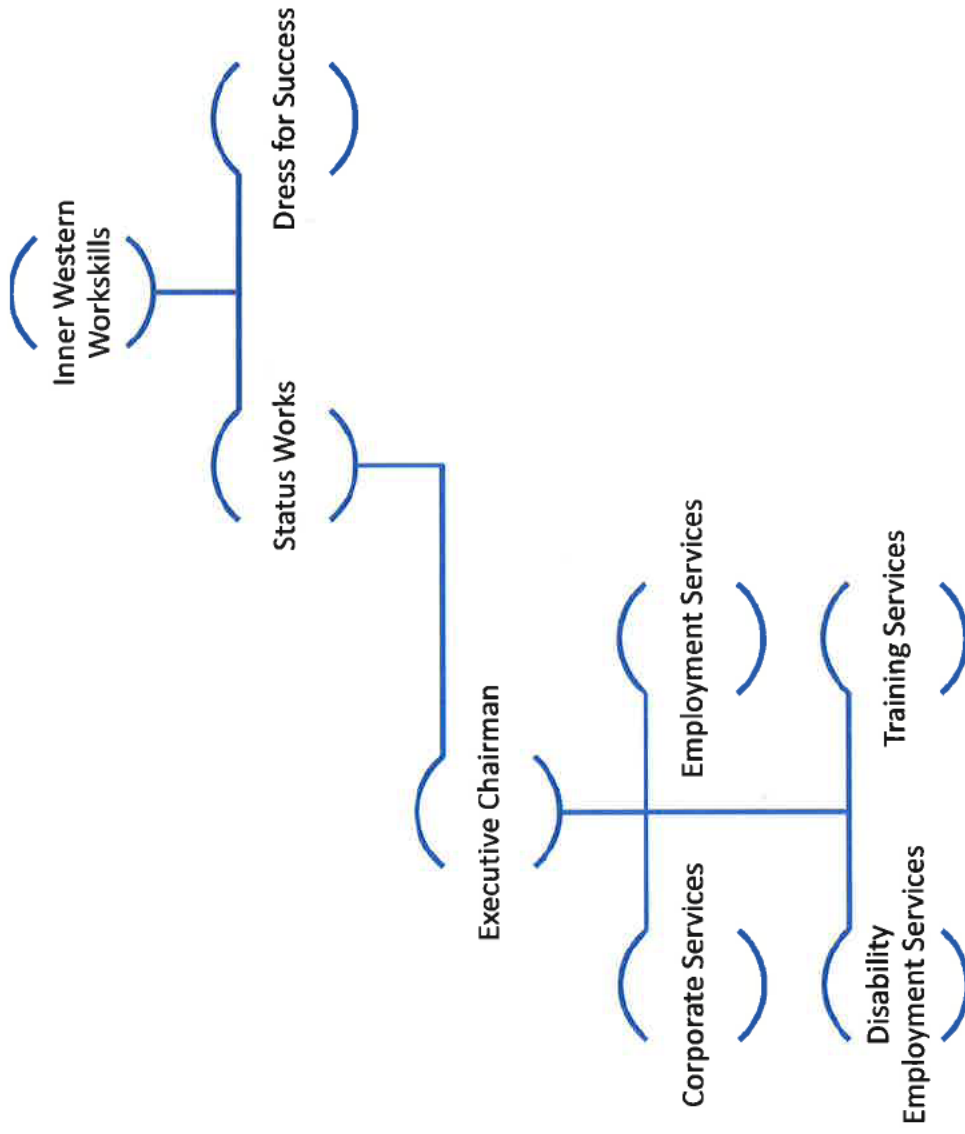 Inner Western
Workskills
Status Works
Dress for Success
Executive Chairman
Corporate Services
Employment Services
Disability
Employment Services
Training Services